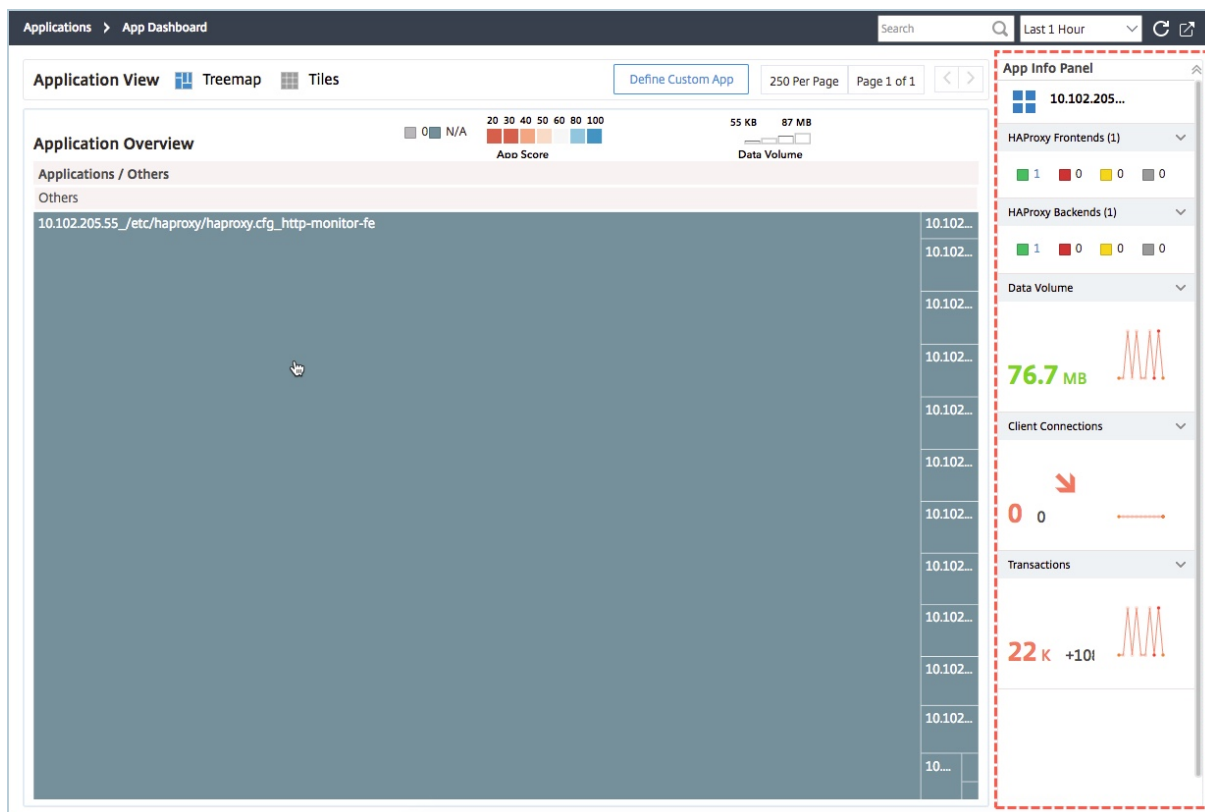 Applications > App Dashboard
Search
Last 1 Hour
Application View Treemap Tiles
Define Custom App
250 Per Page
Page 1 of 1
Application Overview
0 N/A
20 30 40 50 60 80 100
App Score
55 KB 87 MB
Data Volume
Applications / Others
Others
10.102.205.55_/etc/haproxy/haproxy.cfg_http-monitor-fe
10.102...
10.102...
10.102...
10.102...
10.102...
10.102...
10.102...
10.102...
10.102...
10.102...
10....
App Info Panel
10.102.205...
HAProxy Frontends (1)
1 0 0 0
HAProxy Backends (1)
1 0 0 0
Data Volume
76.7 MB
Client Connections
0 0
Transactions
22 K